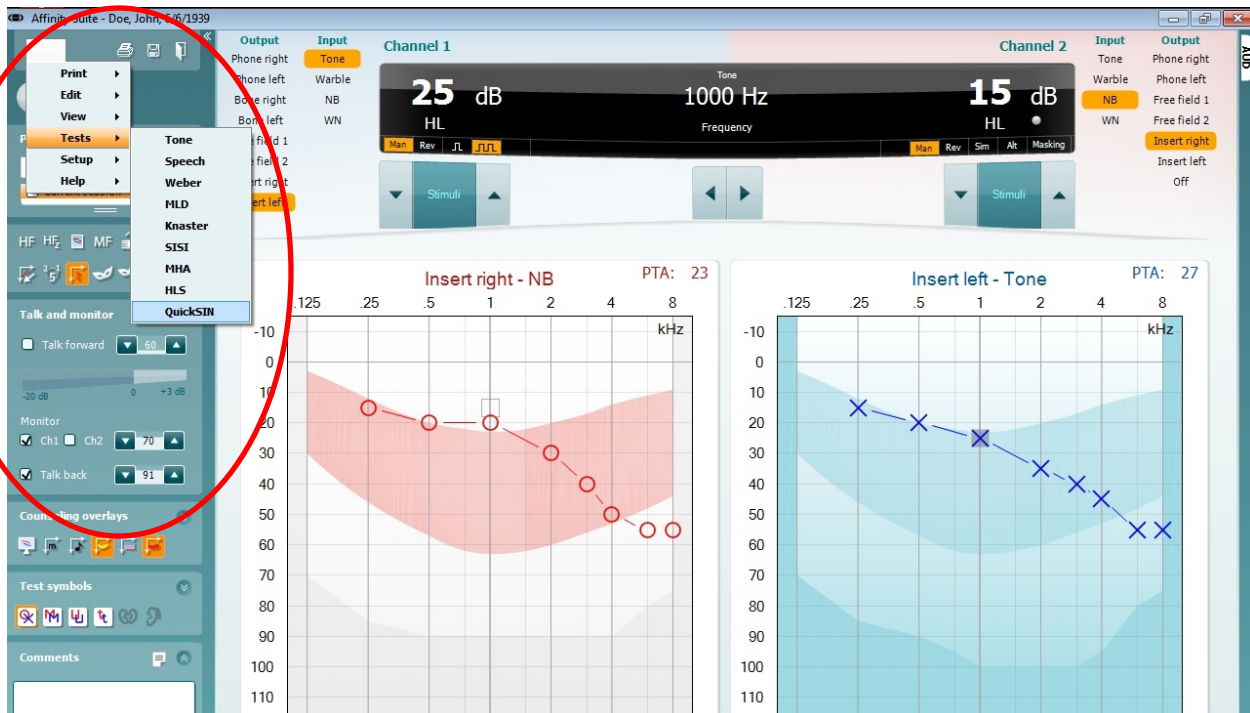 Affinity Suite - Doe, John, 6/6/1939
Print
Edit
View
Tests
Setup
Help
Tone
Speech
Weber
MLD
Knaster
SISI
MHA
HLS
QuickSIN
HF HF2 MF
Talk and monitor
Talk forward 60
-20 dB 0 +3 dB
Monitor
Ch1 Ch2 70
Talk back 91
Counseling overlays
Test symbols
Comments
Output Input
Phone right Tone
Phone left Warble
Bone right NB
Bone left WN
Channel 1
Channel 2
25 dB
HL
Man Rev
Tone
1000 Hz
Frequency
15 dB
HL
Man Rev Sim Alt Masking
Stimuli
Stimuli
Input Output
Tone Phone right
Warble Phone left
NB Free field 1
WN Free field 2
Insert right
Insert left
Off
AUD
Insert right - NB
PTA: 23
.125 .25 .5 1 2 4 8
kHz
-10
0
10
20
30
40
50
60
70
80
90
100
110
Insert left - Tone
PTA: 27
.125 .25 .5 1 2 4 8
kHz
-10
0
10
20
30
40
50
60
70
80
90
100
110